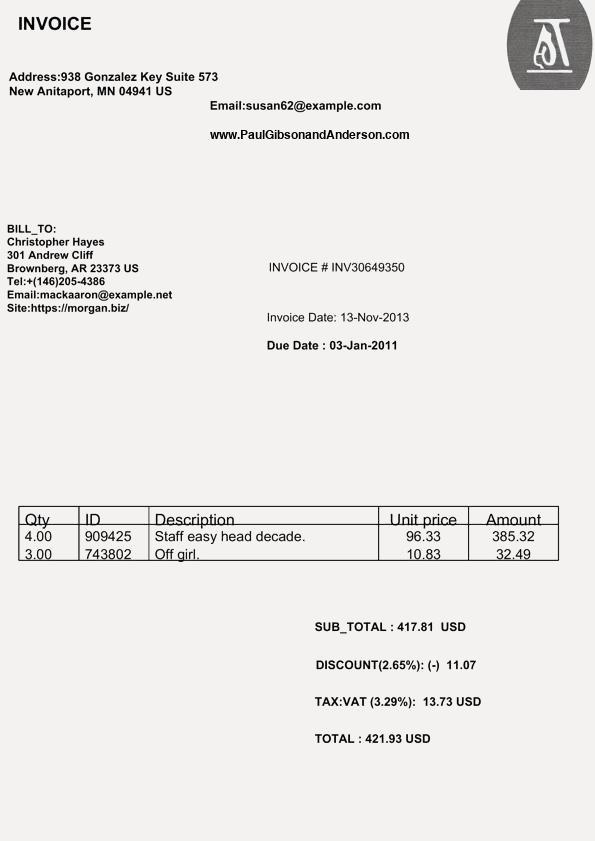 INVOICE
Address:938 Gonzalez Key Suite 573
New Anitaport, MN 04941 US
Email:susan62@example.com
www.PaulGibsonandAnderson.com
BILL_TO:
Christopher Hayes
301 Andrew Cliff
Brownberg, AR 23373 US
Tel:+(146)205-4386
Email:mackaaron@example.net
Site:https://morgan.biz/
INVOICE # INV30649350
Invoice Date: 13-Nov-2013
Due Date : 03-Jan-2011
Qty ID Description Unit price Amount
4.00 909425 Staff easy head decade. 96.33 385.32
3.00 743802 Off girl. 10.83 32.49
SUB_TOTAL : 417.81 USD
DISCOUNT(2.65%): (-) 11.07
TAX:VAT (3.29%): 13.73 USD
TOTAL : 421.93 USD